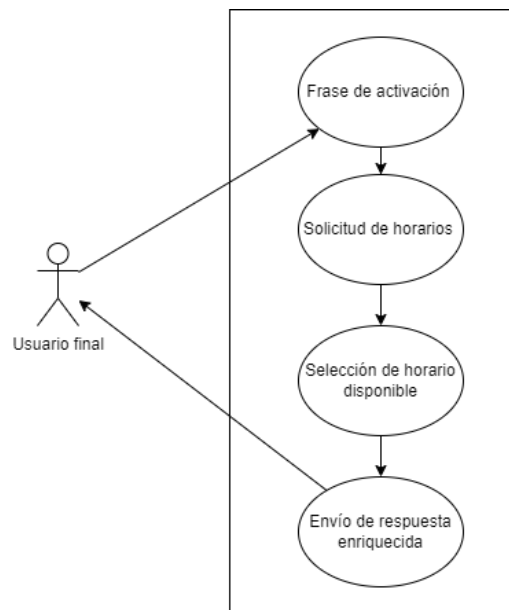 Frase de activación
Solicitud de horarios
Usuario final
Selección de horario
disponible
Envío de respuesta
enriquecida